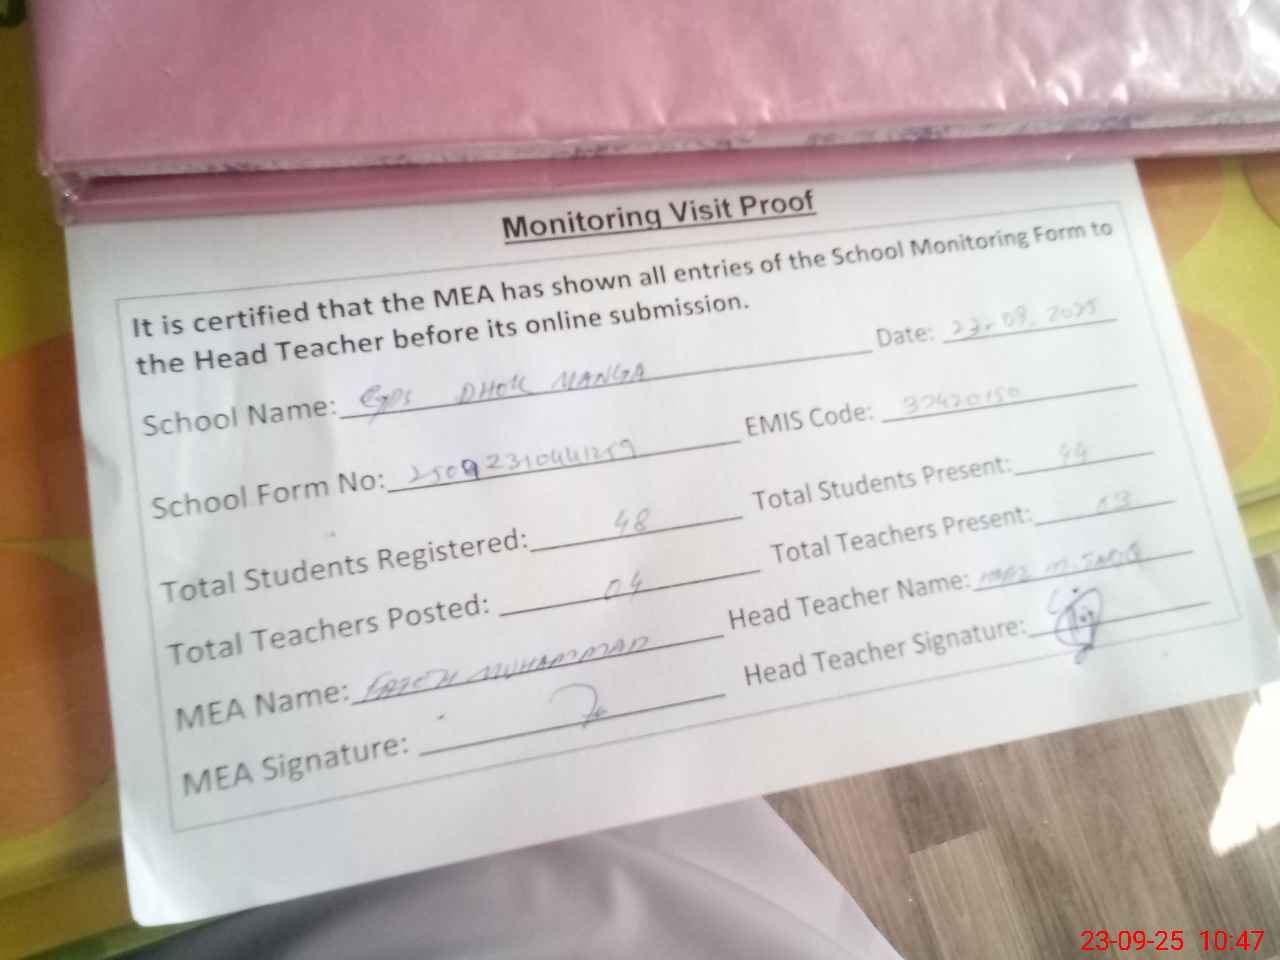 Monitoring Visit Proof
It is certified that the MEA has shown all entries of the School Monitoring Form to
the Head Teacher before its online submission.
School Name: GPS DHOK MANGA Date: 23.09.2025
School Form No: 25092310441259 EMIS Code: 37420150
Total Students Registered: 48 Total Students Present: 44
Total Teachers Posted: 04 Total Teachers Present: 03
MEA Name: MUHAMMAD Head Teacher Name:
MEA Signature: Head Teacher Signature:
23-09-25 10:47